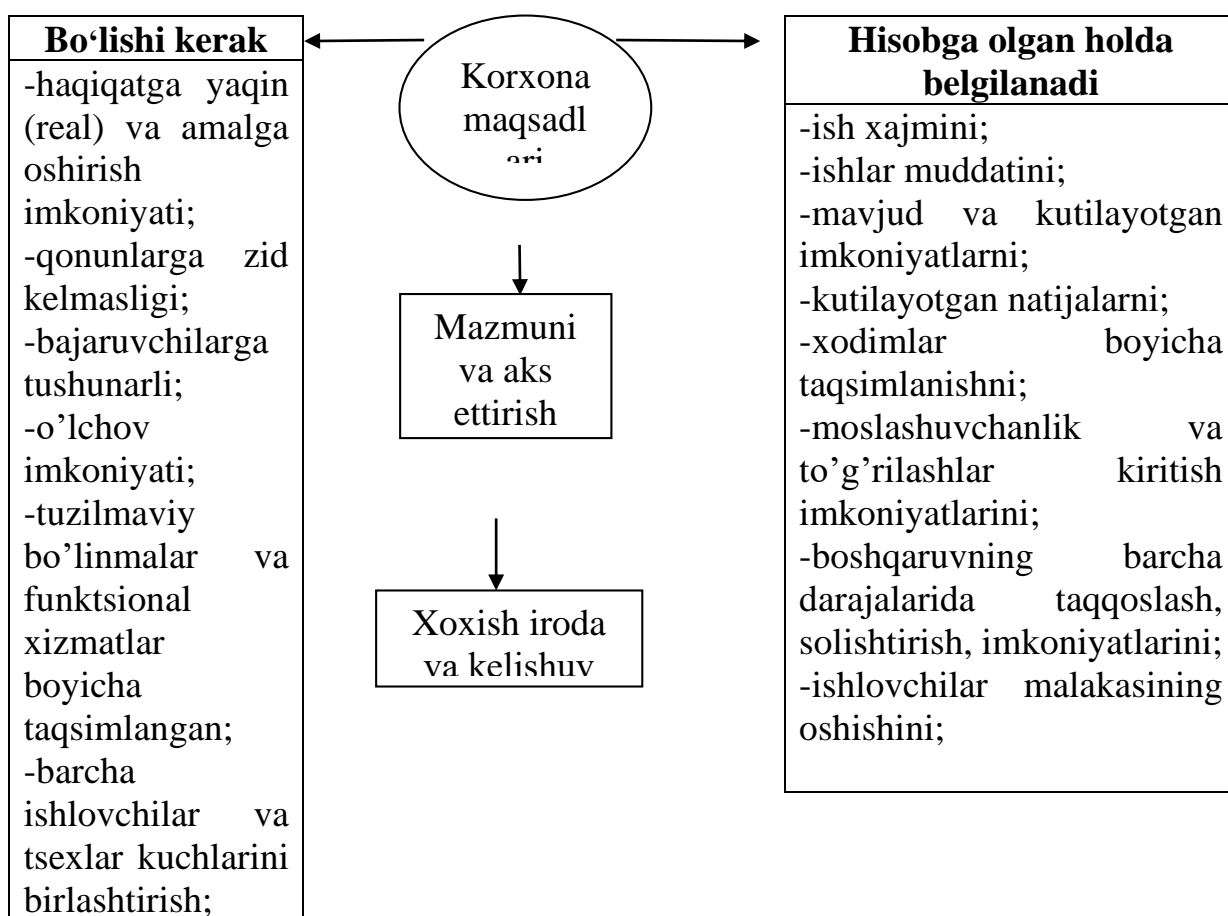 Bo‘lishi kerak
-haqiqatga yaqin
(real) va amalga
oshirish
imkoniyati;
-qonunlarga zid
kelmasligi;
-bajaruvchilarga
tushunarli;
-o’lchov
imkoniyati;
-tuzilmaviy
bo’linmalar va
funktsional
xizmatlar
boyicha
taqsimlangan;
-barcha
ishlovchilar va
tsexlar kuchlarini
birlashtirish;
Korxona
maqsadl
ari
Mazmuni
va aks
ettirish
Xoxish iroda
va kelishuv
Hisobga olgan holda
belgilanadi
-ish xajmini;
-ishlar muddatini;
-mavjud va kutilayotgan
imkoniyatlarni;
-kutilayotgan natijalarni;
-xodimlar boyicha
taqsimlanishni;
-moslashuvchanlik va
to’g’rilashlar kiritish
imkoniyatlarini;
-boshqaruvning barcha
darajalarida taqqoslash,
solishtirish, imkoniyatlarini;
-ishlovchilar malakasining
oshishini;